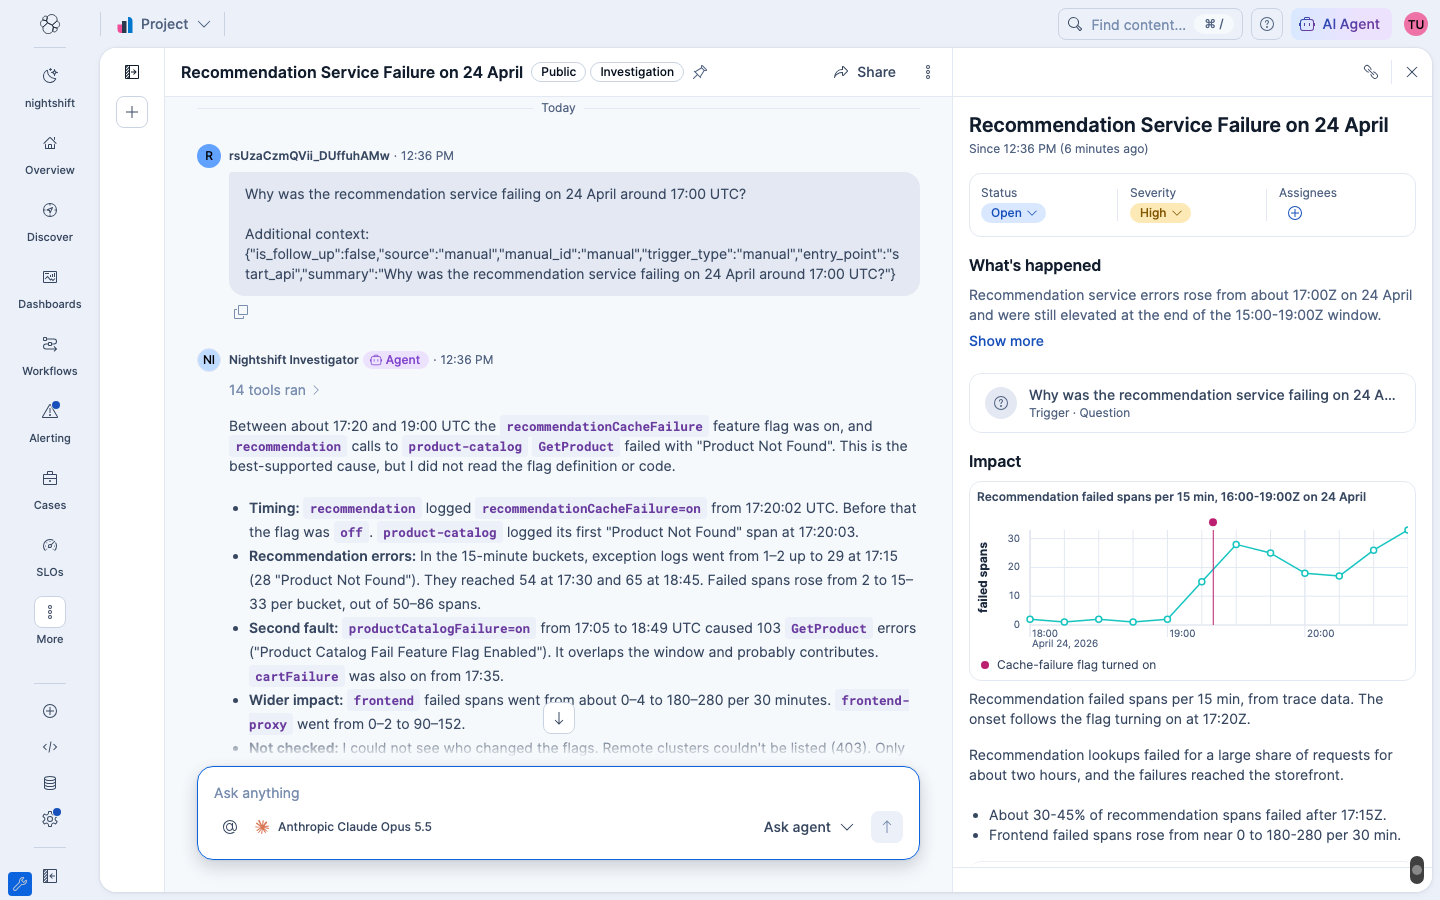 Project
Find content...
⌘ /
AI Agent
TU
nightshift
Overview
Discover
Dashboards
Workflows
Alerting
Cases
SLOs
More
Recommendation Service Failure on 24 April
Public
Investigation
Share
Today
R
rsUzaCzmQVii_DUffuhAMw · 12:36 PM
Why was the recommendation service failing on 24 April around 17:00 UTC?
Additional context:
{"is_follow_up":false,"source":"manual","manual_id":"manual","trigger_type":"manual","entry_point":"s
tart_api","summary":"Why was the recommendation service failing on 24 April around 17:00 UTC?"}
NI
Nightshift Investigator Agent · 12:36 PM
14 tools ran
Between about 17:20 and 19:00 UTC the recommendationCacheFailure feature flag was on, and
recommendation calls to product-catalog GetProduct failed with "Product Not Found". This is the
best-supported cause, but I did not read the flag definition or code.
• Timing: recommendation logged recommendationCacheFailure=on from 17:20:02 UTC. Before that
the flag was off . product-catalog logged its first "Product Not Found" span at 17:20:03.
• Recommendation errors: In the 15-minute buckets, exception logs went from 1–2 up to 29 at 17:15
(28 "Product Not Found"). They reached 54 at 17:30 and 65 at 18:45. Failed spans rose from 2 to 15–
33 per bucket, out of 50–86 spans.
• Second fault: productCatalogFailure=on from 17:05 to 18:49 UTC caused 103 GetProduct errors
("Product Catalog Fail Feature Flag Enabled"). It overlaps the window and probably contributes.
cartFailure was also on from 17:35.
• Wider impact: frontend failed spans went from about 0–4 to 180–280 per 30 minutes. frontend-
proxy went from 0–2 to 90–152.
• Not checked: I could not see who changed the flags. Remote clusters couldn't be listed (403). Only
Ask anything
@
Anthropic Claude Opus 5.5
Ask agent
Recommendation Service Failure on 24 April
Since 12:36 PM (6 minutes ago)
Status
Severity
Assignees
Open
High
What's happened
Recommendation service errors rose from about 17:00Z on 24 April
and were still elevated at the end of the 15:00-19:00Z window.
Show more
Why was the recommendation service failing on 24 A...
Trigger · Question
Impact
Recommendation failed spans per 15 min, 16:00-19:00Z on 24 April
failed spans
30
20
10
0
18:00
19:00
20:00
April 24, 2026
Cache-failure flag turned on
Recommendation failed spans per 15 min, from trace data. The
onset follows the flag turning on at 17:20Z.
Recommendation lookups failed for a large share of requests for
about two hours, and the failures reached the storefront.
• About 30-45% of recommendation spans failed after 17:15Z.
• Frontend failed spans rose from near 0 to 180-280 per 30 min.